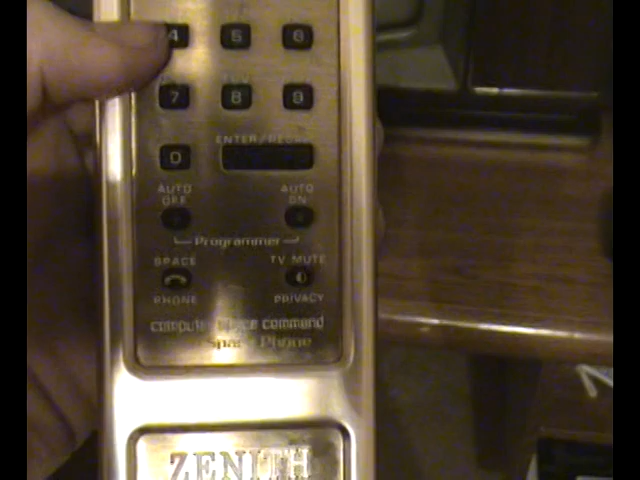 4 5 6
7 8 9
0 ENTER/RECALL
AUTO OFF AUTO ON
Programmer
SPACE PHONE TV MUTE PRIVACY
computer space command
Space Phone
ZENITH